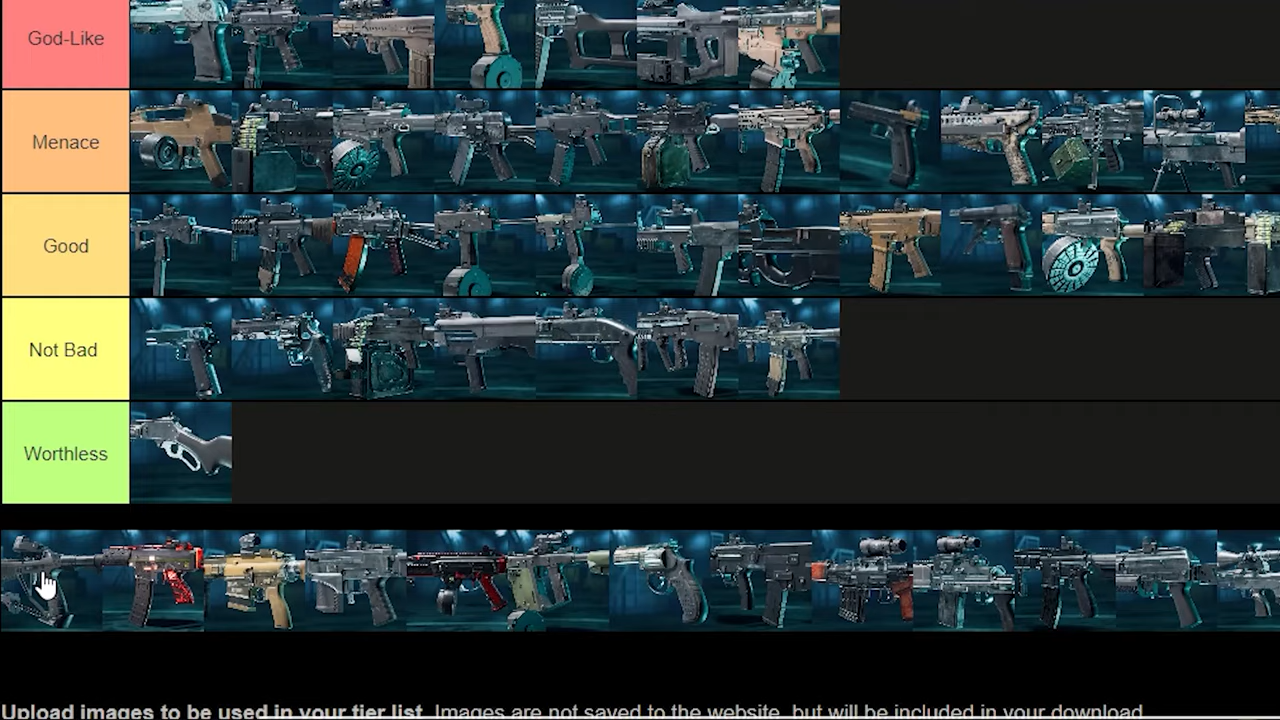 God-Like
Menace
Good
Not Bad
Worthless
Upload images to be used in your tier list. Images are not saved to the website, but will be included in your download.